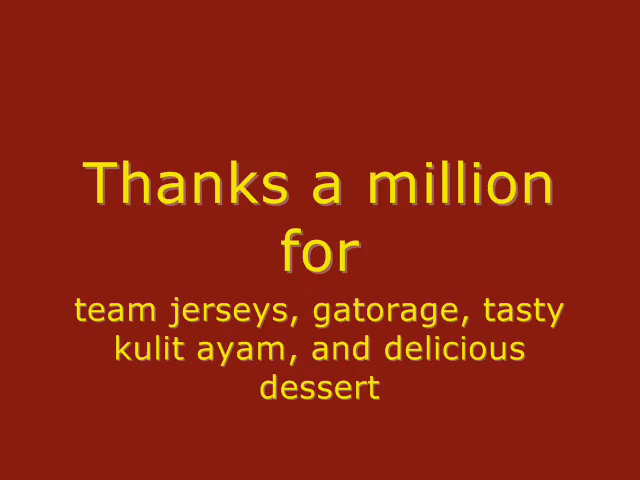 Thanks a million
for
team jerseys, gatorage, tasty
kulit ayam, and delicious
dessert